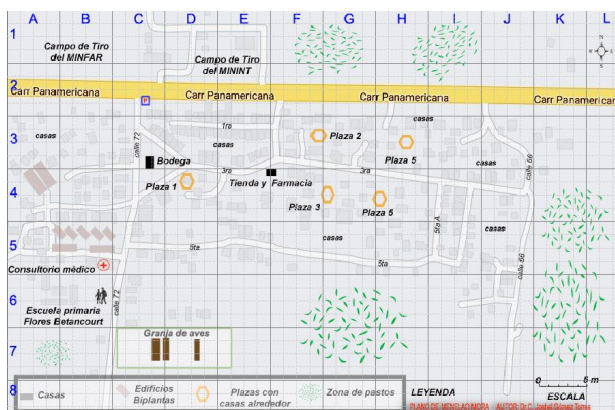 A B C D E F G H I J K L
1
Campo de Tiro
del MINFAR
Campo de Tiro
del MININT
N
2
Carr Panamericana
Carr Panamericana
Carr Panamericana
Carr Panamericana
P
3
casas
calle 72
1ra
casas
Plaza 2
casas
Plaza 5
casas
Bodega
3ra
3ra
calle 66
4
Plaza 1
Tienda y Farmacia
Plaza 3
Plaza 5
5ta A
casas
casas
5
5ta
5ta
Consultorio médico
6
calle 72
Escuela primaria
Flores Betancourt
7
Granja de aves
8
0 5 m
ESCALA
LEYENDA
Casas
Edificios
Biplantas
Plazas con
casas alrededor
Zona de pastos